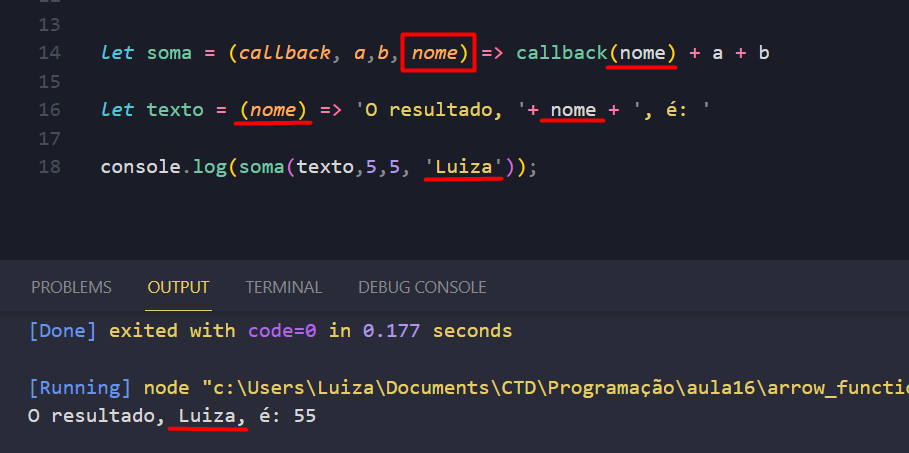 13
14 let soma = (callback, a,b, nome) => callback(nome) + a + b
15
16 let texto = (nome) => 'O resultado, '+ nome + ', é: '
17
18 console.log(soma(texto,5,5, 'Luiza'));
PROBLEMS OUTPUT TERMINAL DEBUG CONSOLE
[Done] exited with code=0 in 0.177 seconds
[Running] node "c:\Users\Luiza\Documents\CTD\Programação\aula16\arrow_functio
O resultado, Luiza, é: 55